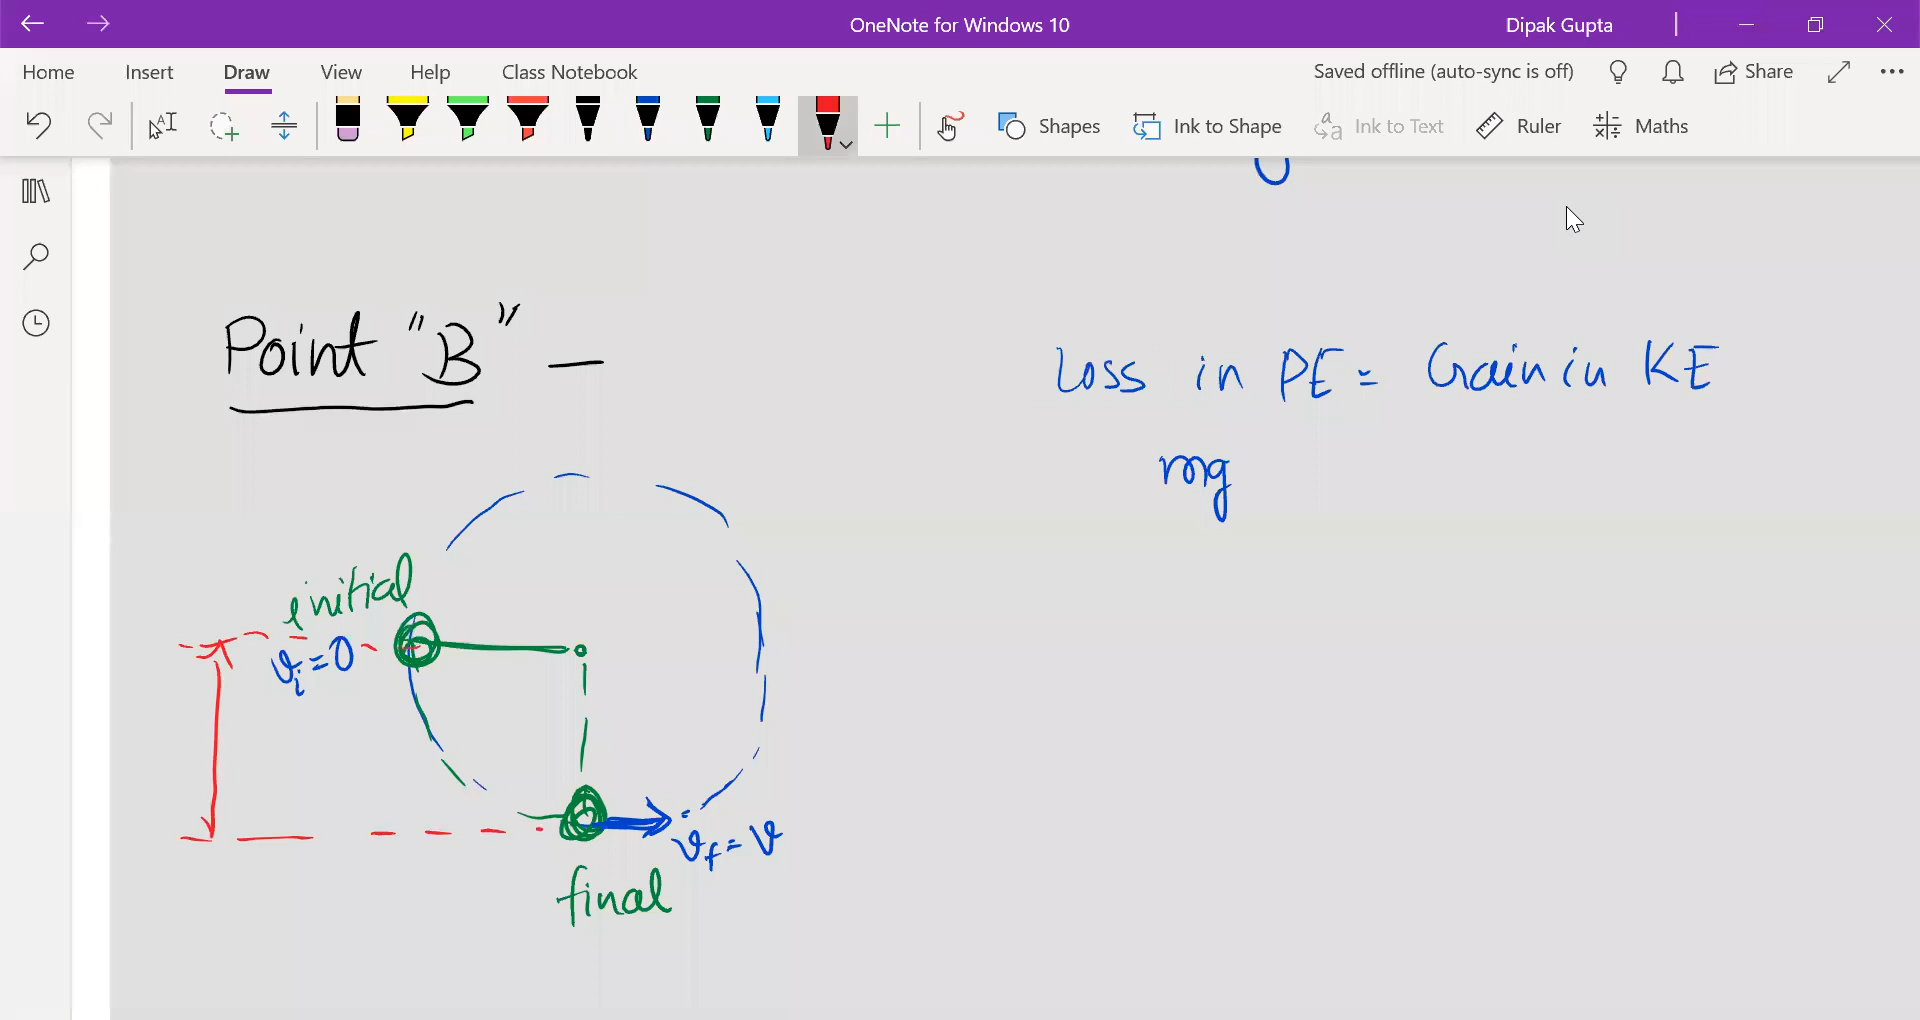 OneNote for Windows 10
Dipak Gupta
Home Insert Draw View Help Class Notebook
Saved offline (auto-sync is off) Share
Shapes Ink to Shape Ink to Text Ruler Maths
Point "B" —
Loss in PE = Gain in KE
mg
initial
v_i = 0
v_f = v
final